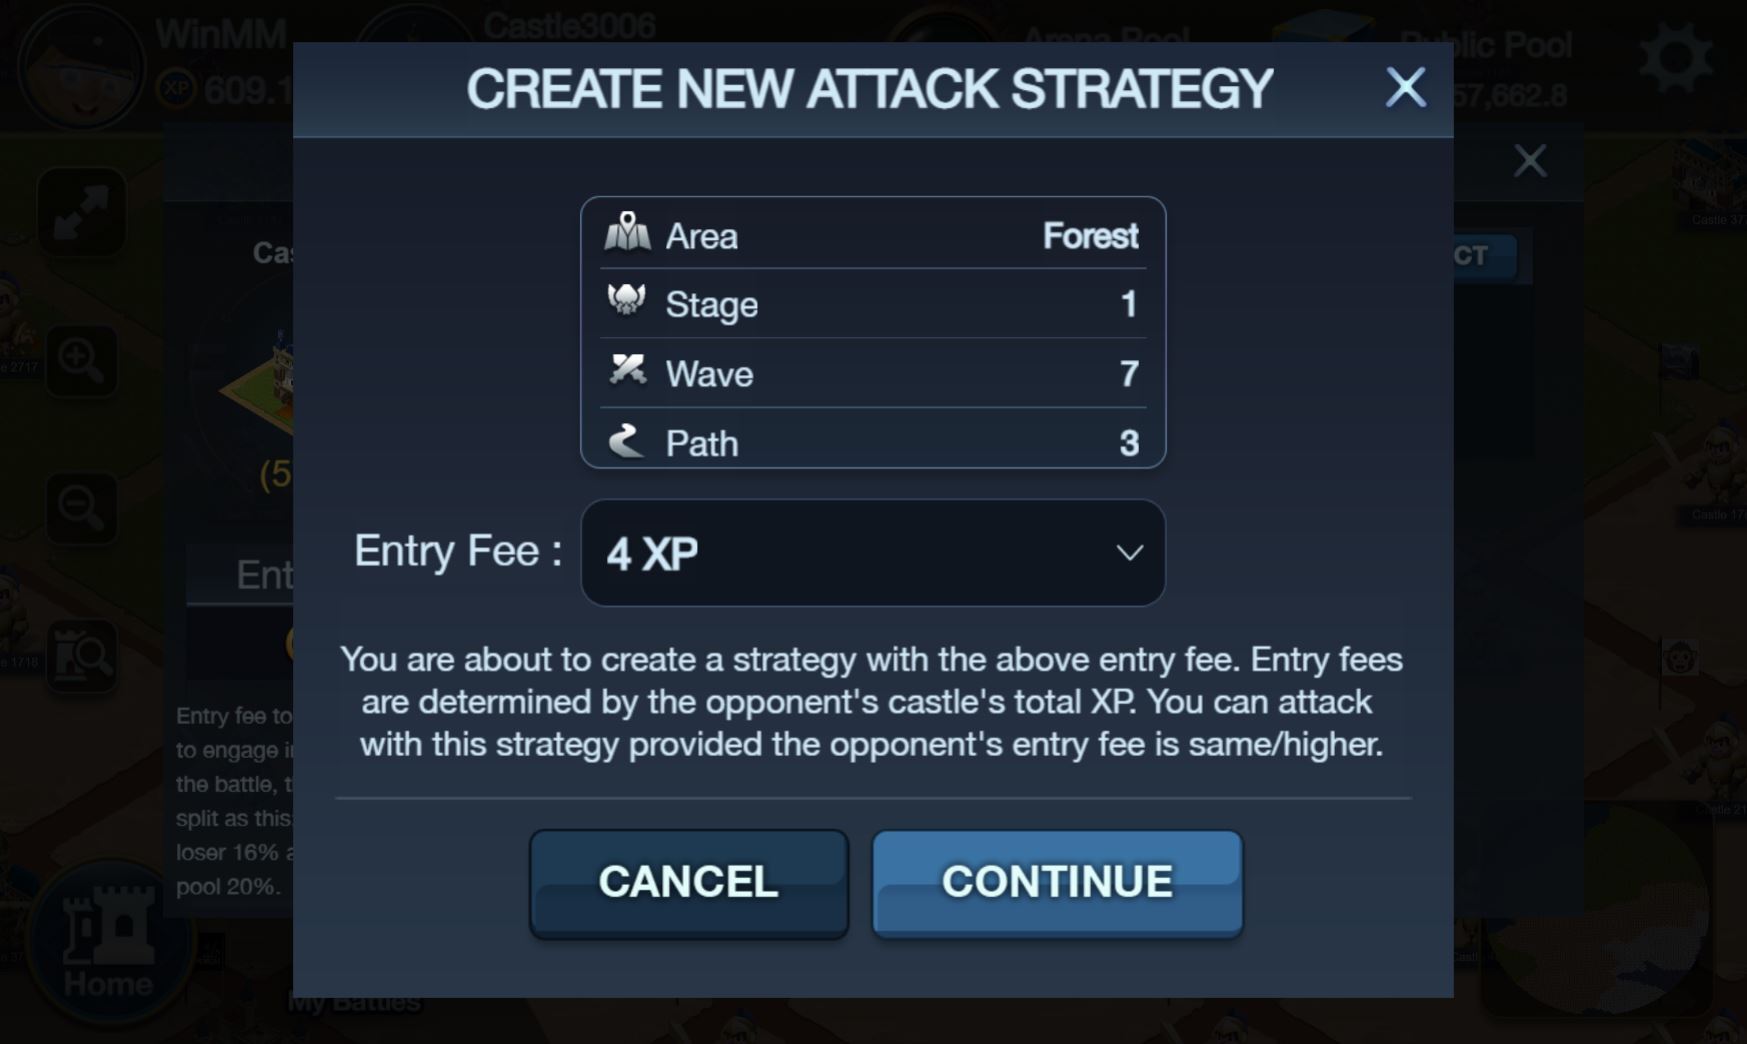 WinMM
Castle3006
Arena Pool
Public Pool
XP
609.1
57,662.8
CREATE NEW ATTACK STRATEGY
Area
Forest
Stage
1
Wave
7
Path
3
Entry Fee :
4 XP
You are about to create a strategy with the above entry fee. Entry fees
are determined by the opponent's castle's total XP. You can attack
with this strategy provided the opponent's entry fee is same/higher.
CANCEL
CONTINUE
CT
(5
Entry fee to
to engage i
the battle, t
split as this
loser 16% a
pool 20%.
Home
My Battles